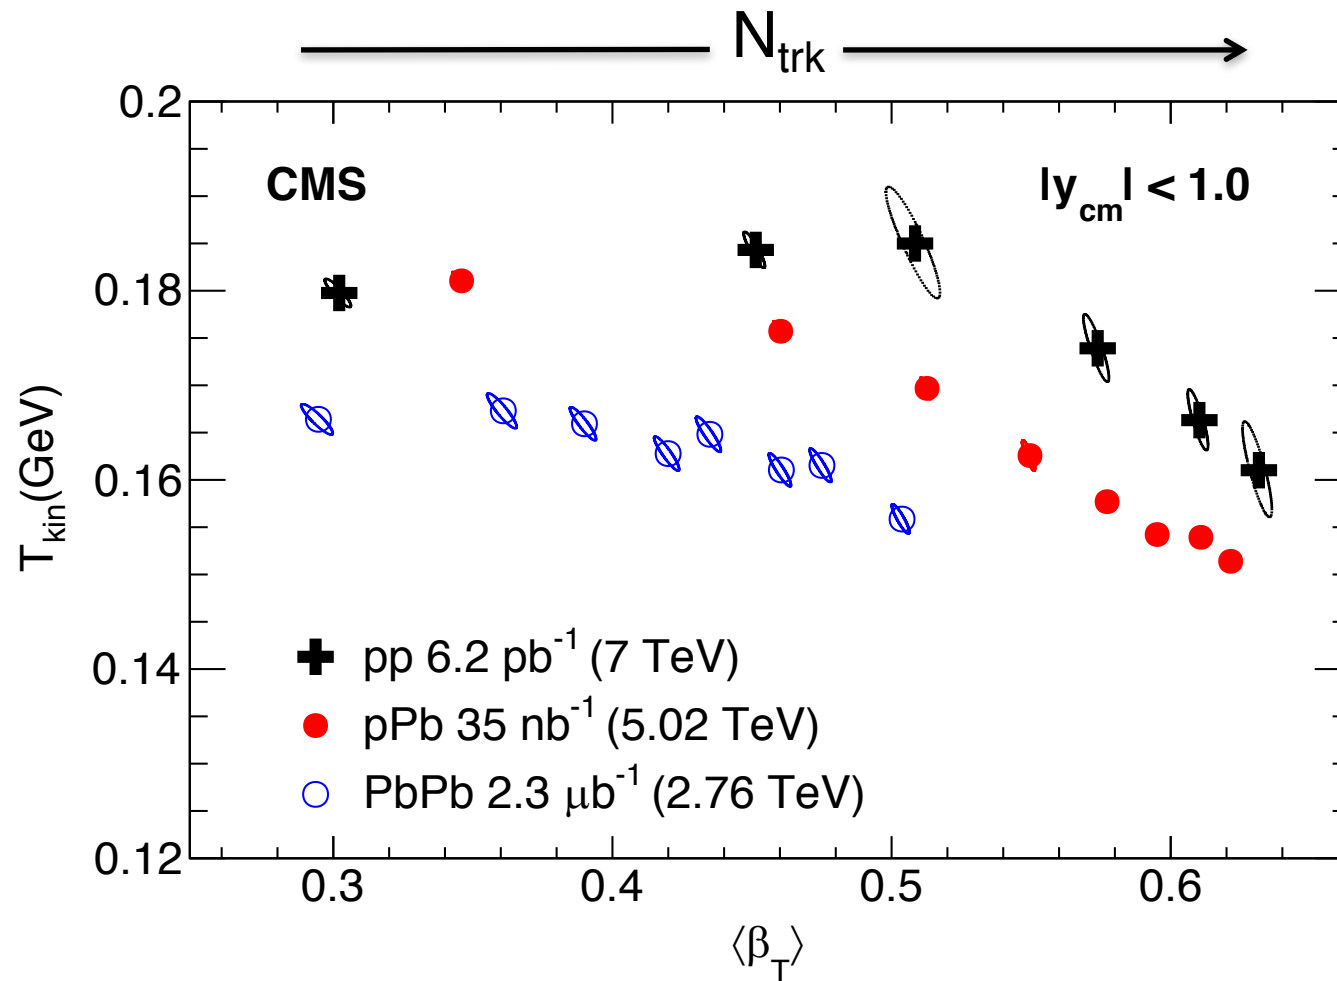 N_trk
0.2
CMS
|y_cm| < 1.0
0.18
0.16
0.14
0.12
T_kin(GeV)
pp 6.2 pb^-1 (7 TeV)
pPb 35 nb^-1 (5.02 TeV)
PbPb 2.3 μb^-1 (2.76 TeV)
0.3 0.4 0.5 0.6
⟨β_T⟩